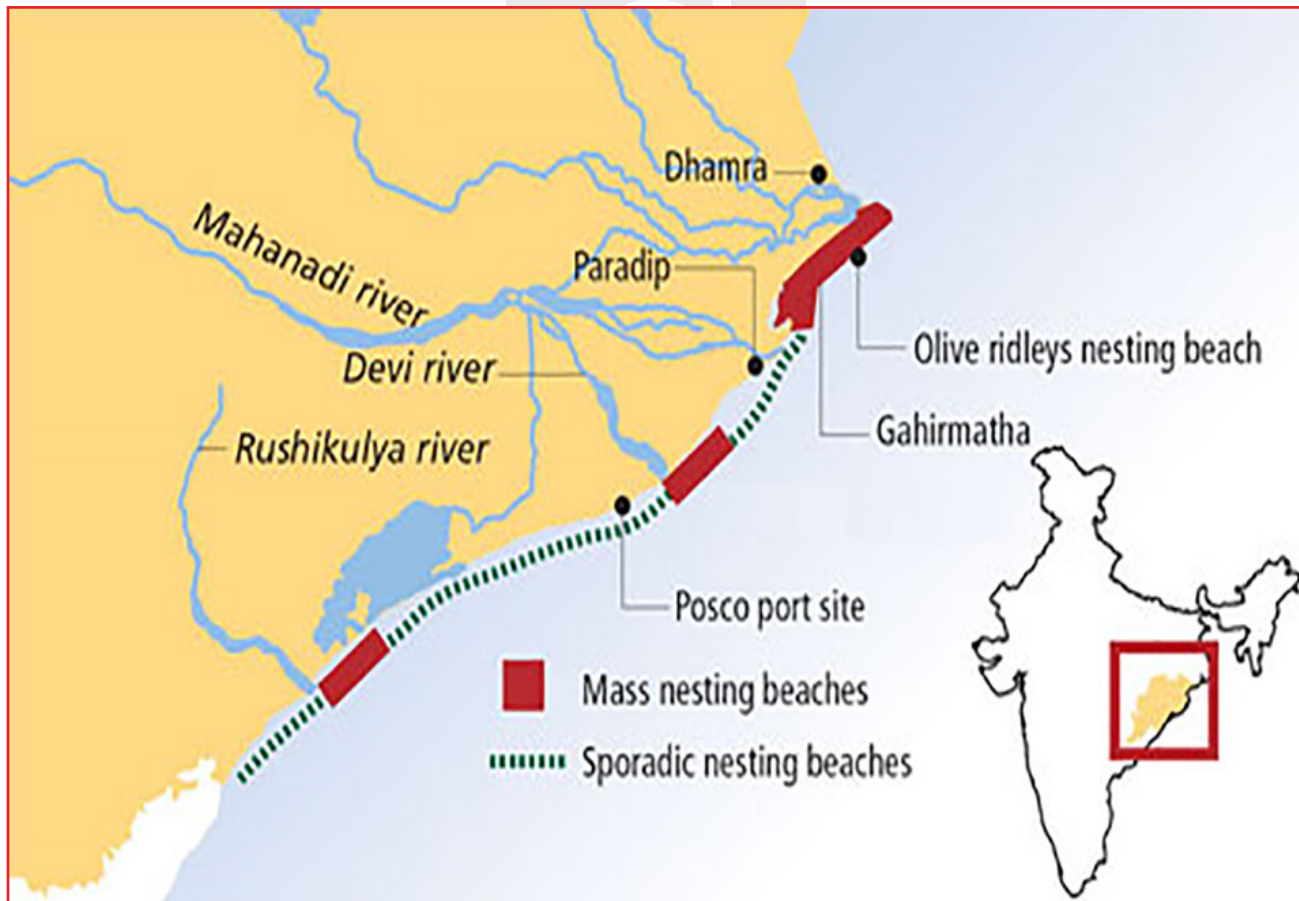 Dhamra
Mahanadi river
Paradip
Olive ridleys nesting beach
Devi river
Gahirmatha
Rushikulya river
Posco port site
Mass nesting beaches
Sporadic nesting beaches